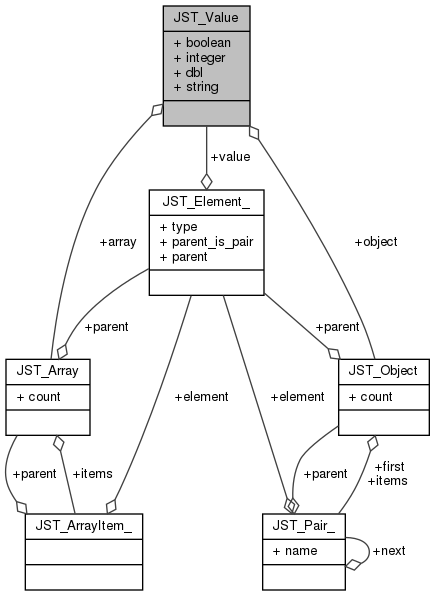 JST_Value
+ boolean
+ integer
+ dbl
+ string
+value
JST_Element_
+ type
+ parent_is_pair
+ parent
+array
+object
+parent
+parent
JST_Array
+ count
JST_Object
+ count
+element
+element
+parent
+items
+parent
+first
+items
JST_ArrayItem_
JST_Pair_
+ name
+next